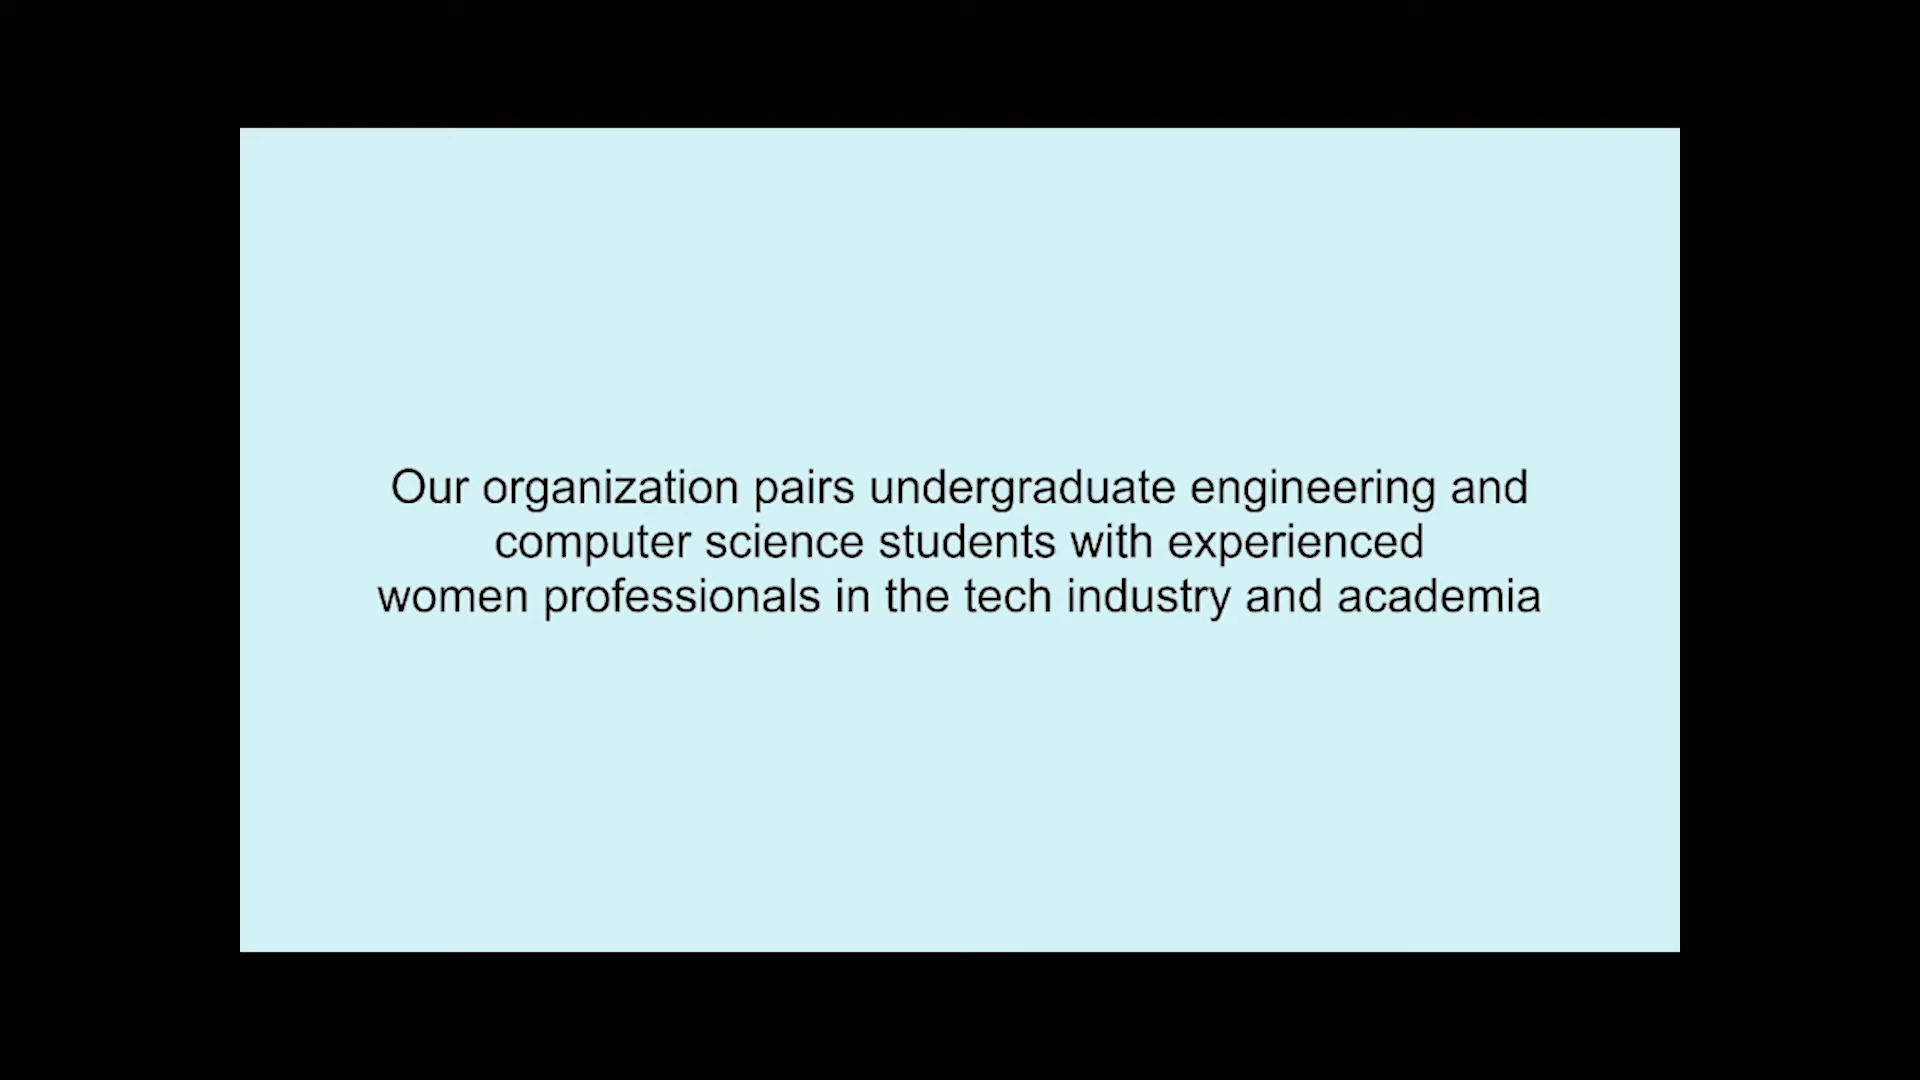 Our organization pairs undergraduate engineering and
computer science students with experienced
women professionals in the tech industry and academia